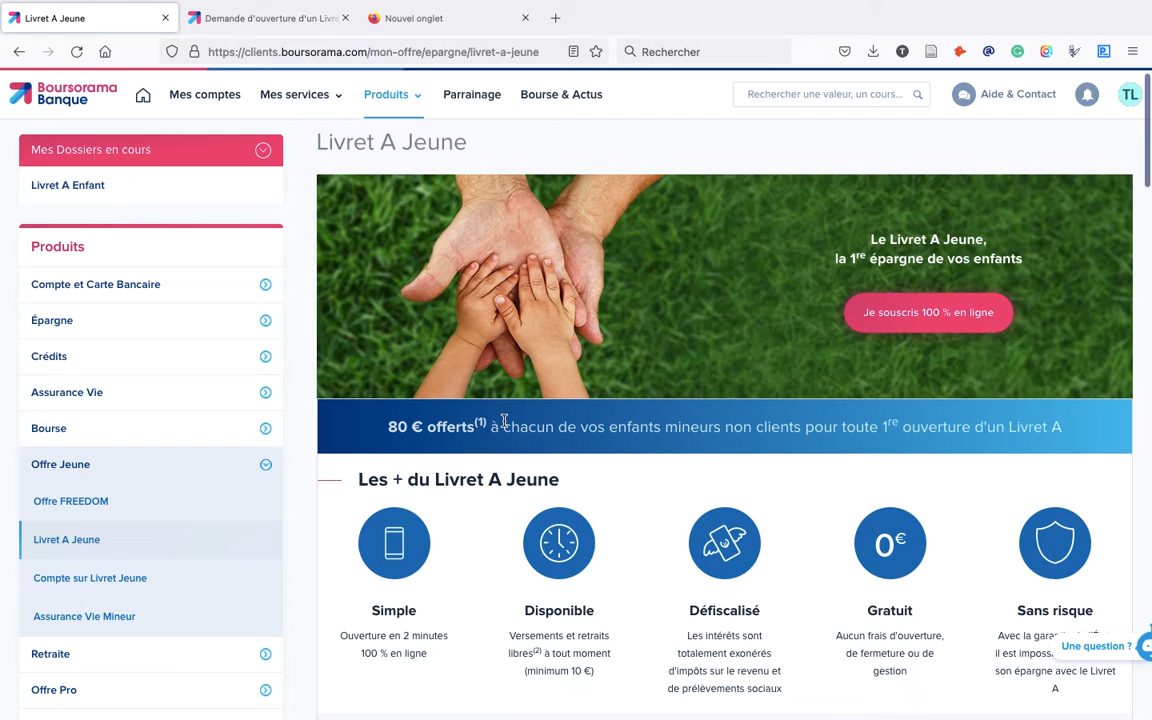 Livret A Jeune
Demande d'ouverture d'un Livre
Nouvel onglet
https://clients.boursorama.com/mon-offre/epargne/livret-a-jeune
Rechercher
Boursorama
Banque
Mes comptes
Mes services
Produits
Parrainage
Bourse & Actus
Rechercher une valeur, un cours...
Aide & Contact
TL
Mes Dossiers en cours
Livret A Enfant
Produits
Compte et Carte Bancaire
Épargne
Crédits
Assurance Vie
Bourse
Offre Jeune
Offre FREEDOM
Livret A Jeune
Compte sur Livret Jeune
Assurance Vie Mineur
Retraite
Offre Pro
Livret A Jeune
Le Livret A Jeune,
la 1re épargne de vos enfants
Je souscris 100 % en ligne
80 € offerts(1) à chacun de vos enfants mineurs non clients pour toute 1re ouverture d'un Livret A
Les + du Livret A Jeune
0€
Simple
Ouverture en 2 minutes
100 % en ligne
Disponible
Versements et retraits
libres(2) à tout moment
(minimum 10 €)
Défiscalisé
Les intérêts sont
totalement exonérés
d'impôts sur le revenu et
de prélèvements sociaux
Gratuit
Aucun frais d'ouverture,
de fermeture ou de
gestion
Sans risque
Avec la garan
il est impos
son épargne avec le Livret
A
Une question ?